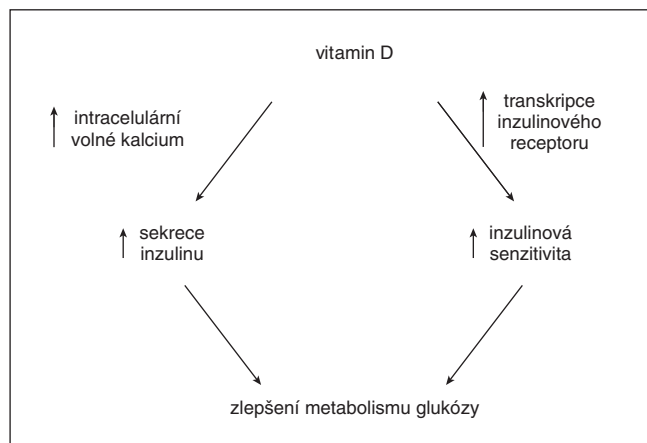 vitamin D
intracelulární
volné kalcium
transkripce
inzulinového
receptoru
sekrece
inzulinu
inzulinová
senzitivita
zlepšení metabolismu glukózy